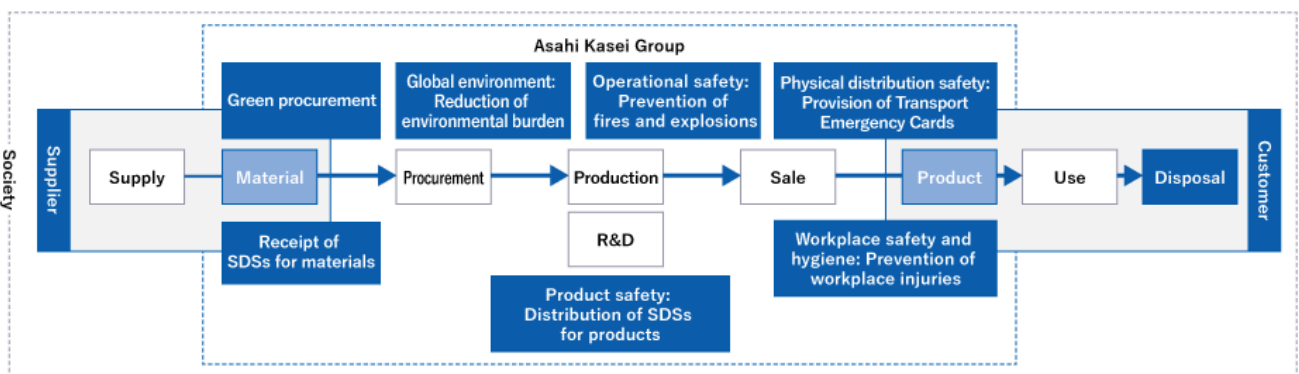 Asahi Kasei Group
Green procurement
Global environment:
Reduction of
environmental burden
Operational safety:
Prevention of
fires and explosions
Physical distribution safety:
Provision of Transport
Emergency Cards
Society
Supplier
Supply
Material
Procurement
Production
Sale
Product
Use
Disposal
Customer
R&D
Receipt of
SDSs for materials
Product safety:
Distribution of SDSs
for products
Workplace safety and
hygiene: Prevention of
workplace injuries